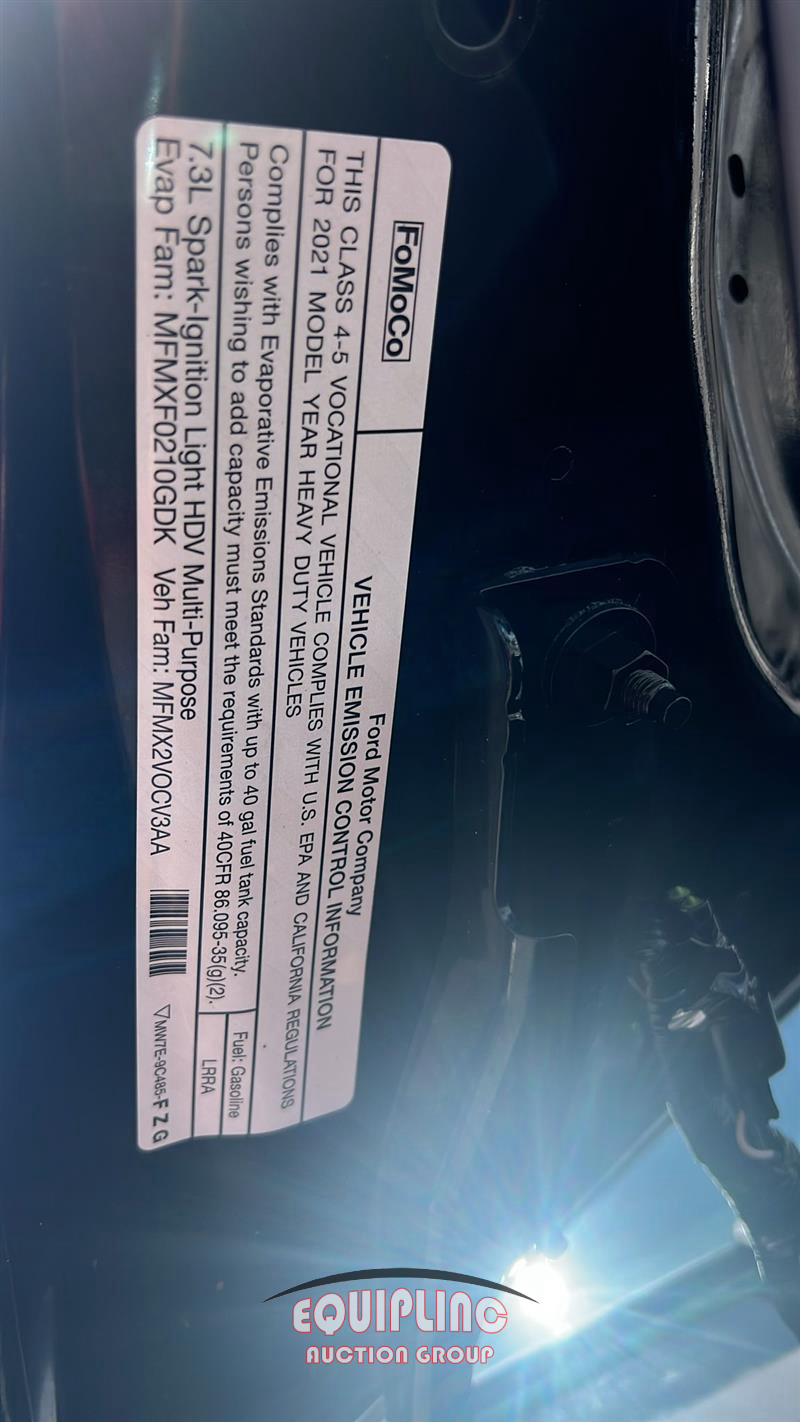 FoMoCo
Ford Motor Company
VEHICLE EMISSION CONTROL INFORMATION
THIS CLASS 4-5 VOCATIONAL VEHICLE COMPLIES WITH U.S. EPA AND CALIFORNIA REGULATIONS
FOR 2021 MODEL YEAR HEAVY DUTY VEHICLES
Complies with Evaporative Emissions Standards with up to 40 gal fuel tank capacity.
Persons wishing to add capacity must meet the requirements of 40CFR 86.095-35(g)(2).
Fuel: Gasoline
LRRA
7.3L Spark-Ignition Light HDV Multi-Purpose
Evap Fam: MFMXF0210GDK Veh Fam: MFMX2VOCV3AA
MW7E-9C485-FZG
EQUIPLINC
AUCTION GROUP